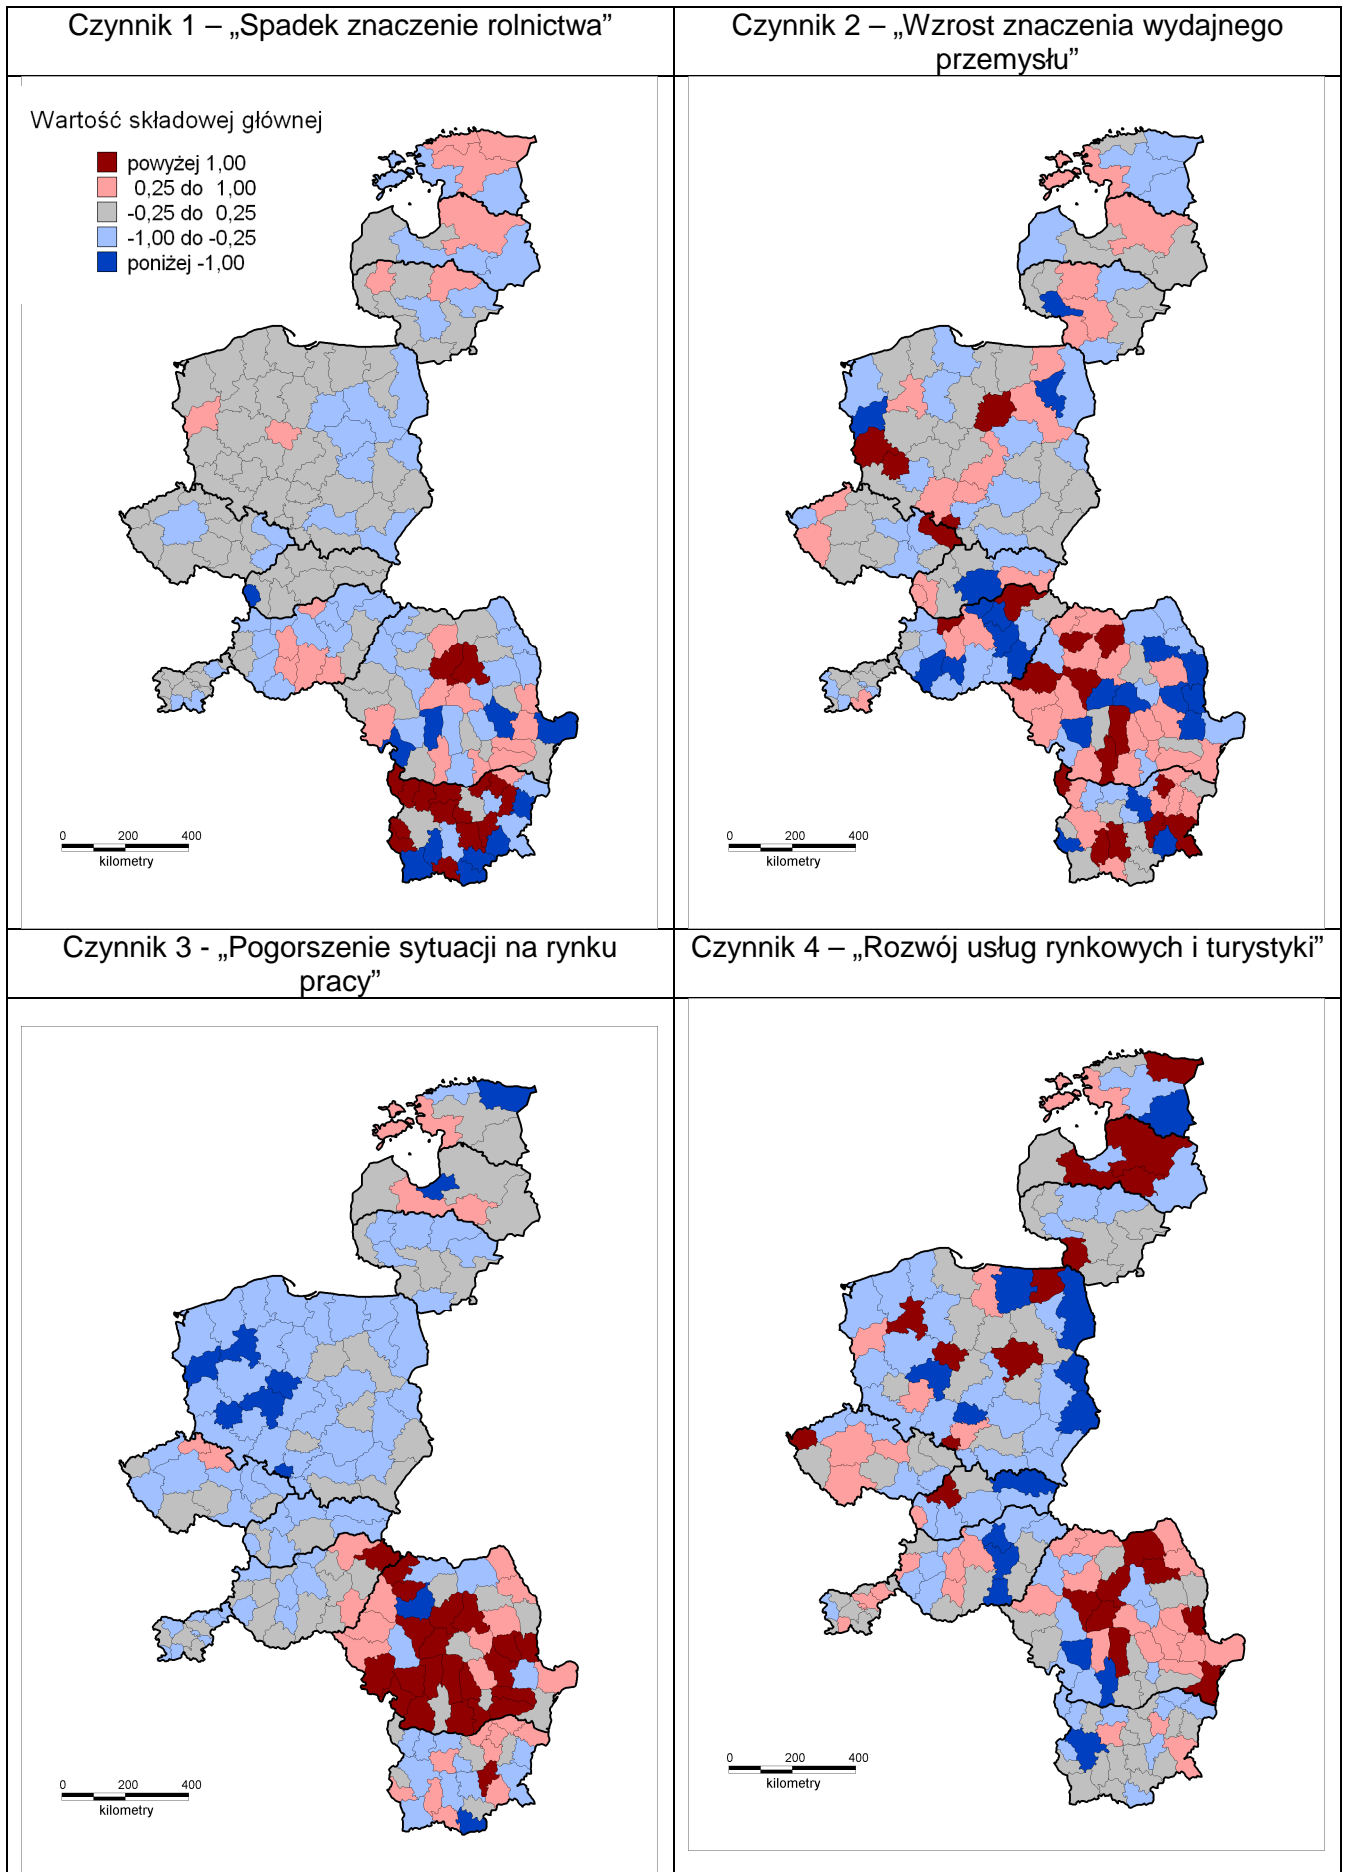 Czynnik 1 – „Spadek znaczenie rolnictwa”
Czynnik 2 – „Wzrost znaczenia wydajnego
przemysłu”
Wartość składowej głównej
powyżej 1,00
0,25 do 1,00
-0,25 do 0,25
-1,00 do -0,25
poniżej -1,00
0 200 400
kilometry
0 200 400
kilometry
Czynnik 3 - „Pogorszenie sytuacji na rynku
pracy”
Czynnik 4 – „Rozwój usług rynkowych i turystyki”
0 200 400
kilometry
0 200 400
kilometry